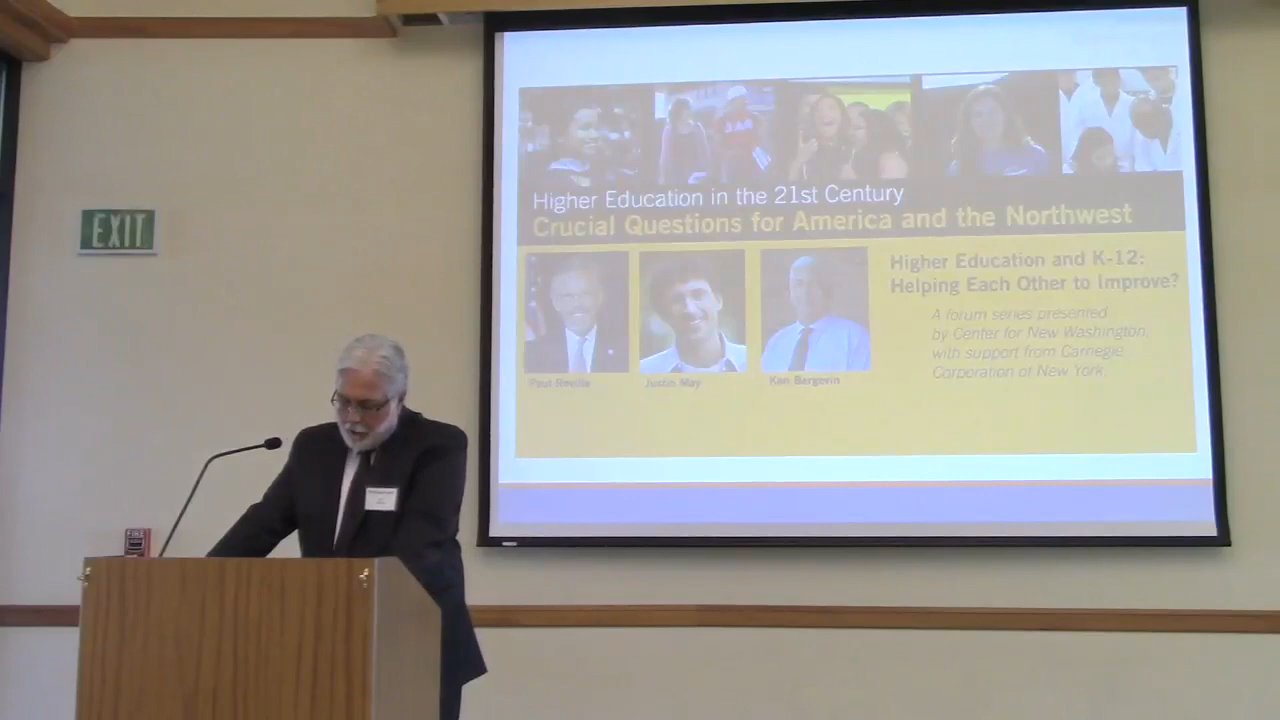 EXIT
Higher Education in the 21st Century
Crucial Questions for America and the Northwest
Higher Education and K-12:
Helping Each Other to Improve?
A forum series presented
by Center for New Washington,
with support from Carnegie
Corporation of New York.
Paul Reville
Justin May
Ken Bergevin
FIRE